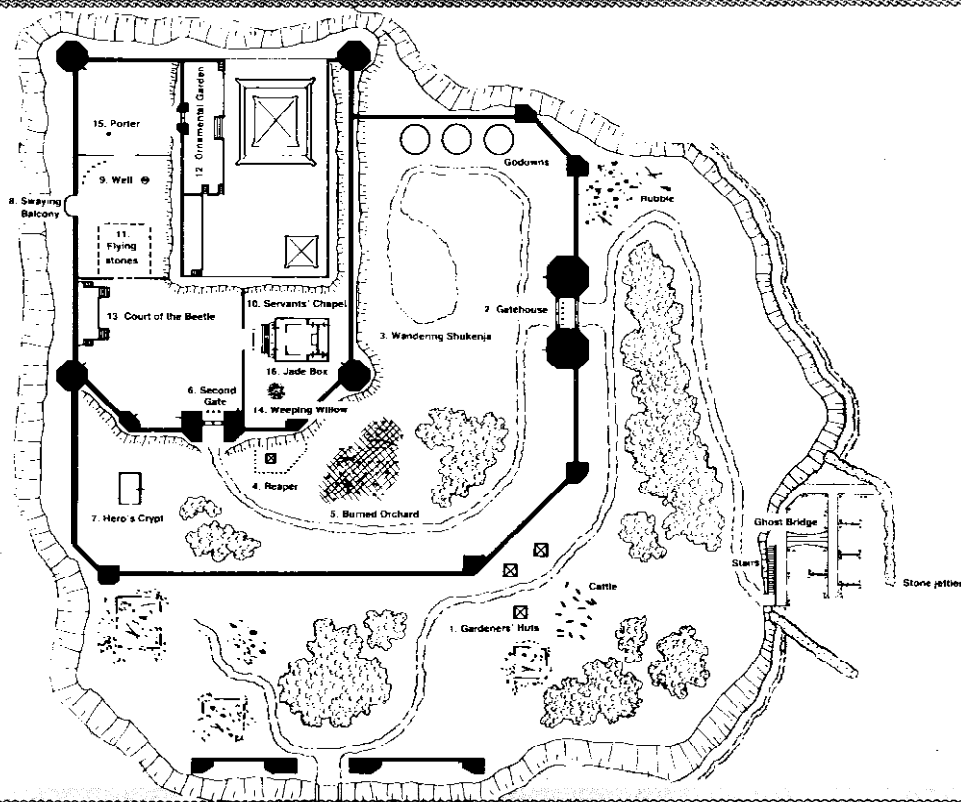 15. Porter
12 Ornamental Garden
Godowns
9. Well
8. Swaying
Balcony
Rubble
11.
Flying
stones
10. Servants' Chapel
2 Gatehouse
13 Court of the Beetle
3. Wandering Shukenja
16. Jade Box
6. Second
Gate
14. Weeping Willow
4. Reaper
7. Hero's Crypt
5. Burned Orchard
Ghost Bridge
Stairs
Stone jetties
Cattle
1. Gardeners' Huts